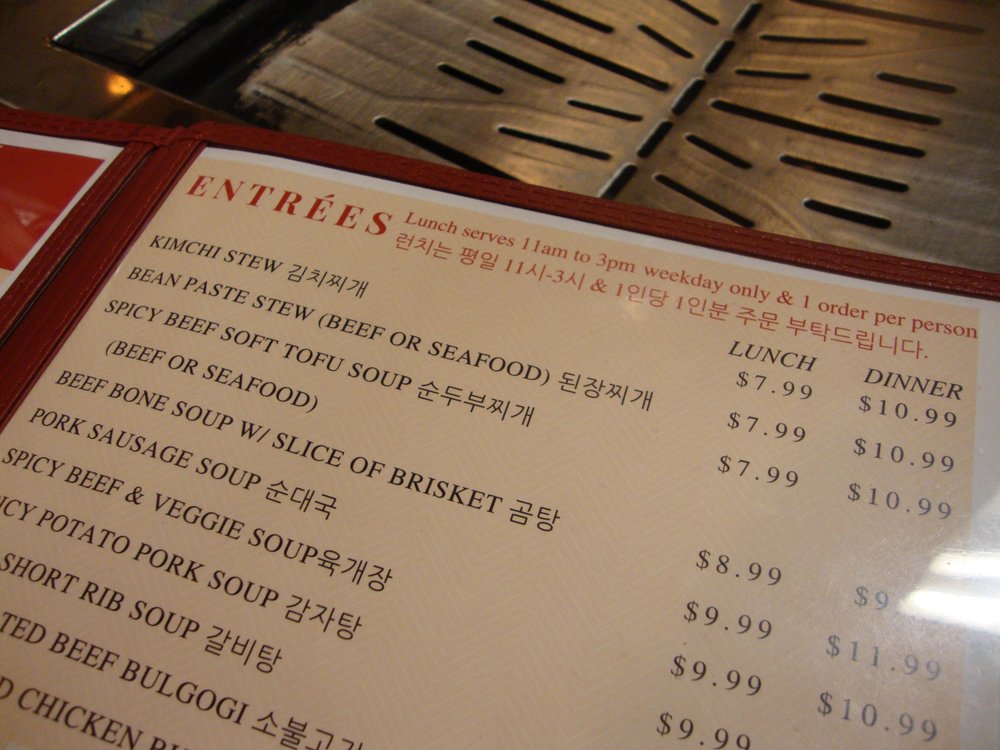 ENTRÉES
Lunch serves 11am to 3pm weekday only & 1 order per person
런치는 평일 11시-3시 & 1인당 1인분 주문 부탁드립니다.
LUNCH DINNER
KIMCHI STEW 김치찌개 $7.99 $10.99
BEAN PASTE STEW (BEEF OR SEAFOOD) 된장찌개 $7.99 $10.99
SPICY BEEF SOFT TOFU SOUP 순두부찌개 $7.99 $10.99
(BEEF OR SEAFOOD)
BEEF BONE SOUP W/ SLICE OF BRISKET 곰탕 $8.99
PORK SAUSAGE SOUP 순대국 $9.99 $11.99
SPICY BEEF & VEGGIE SOUP육개장 $9.99 $10.99
ICY POTATO PORK SOUP 감자탕 $9.99
SHORT RIB SOUP 갈비탕
TED BEEF BULGOGI 소불고기
D CHICKEN